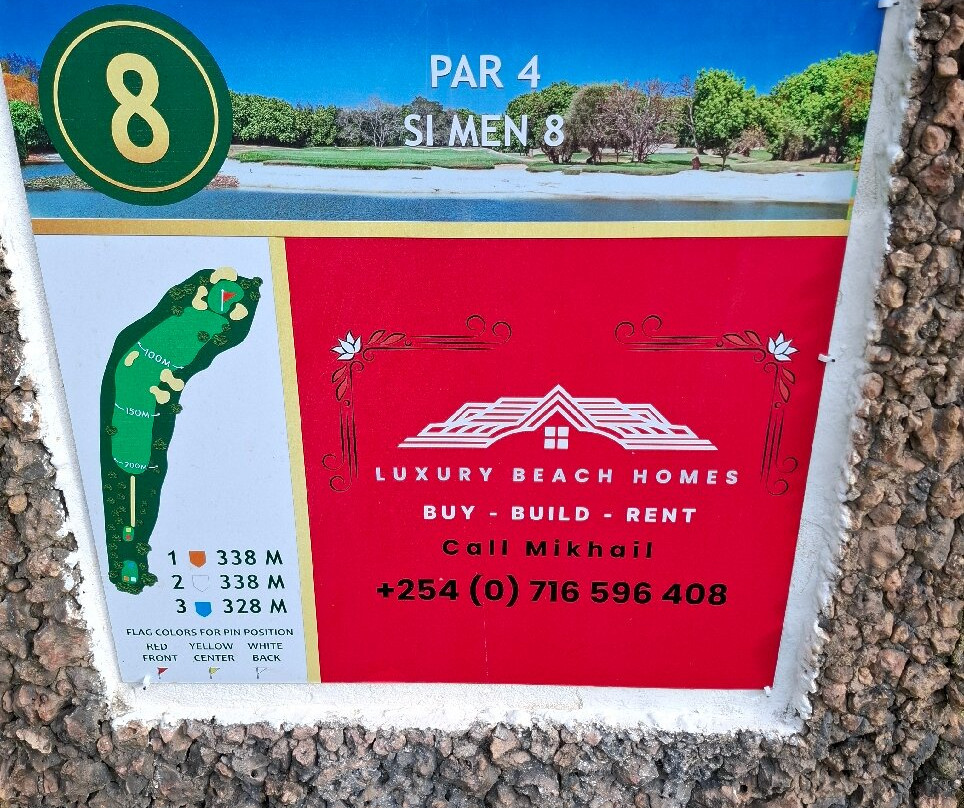 8
PAR 4
SI MEN 8
100M
150M
200M
1 338 M
2 338 M
3 328 M
FLAG COLORS FOR PIN POSITION
RED YELLOW WHITE
FRONT CENTER BACK
LUXURY BEACH HOMES
BUY - BUILD - RENT
Call Mikhail
+254 (0) 716 596 408